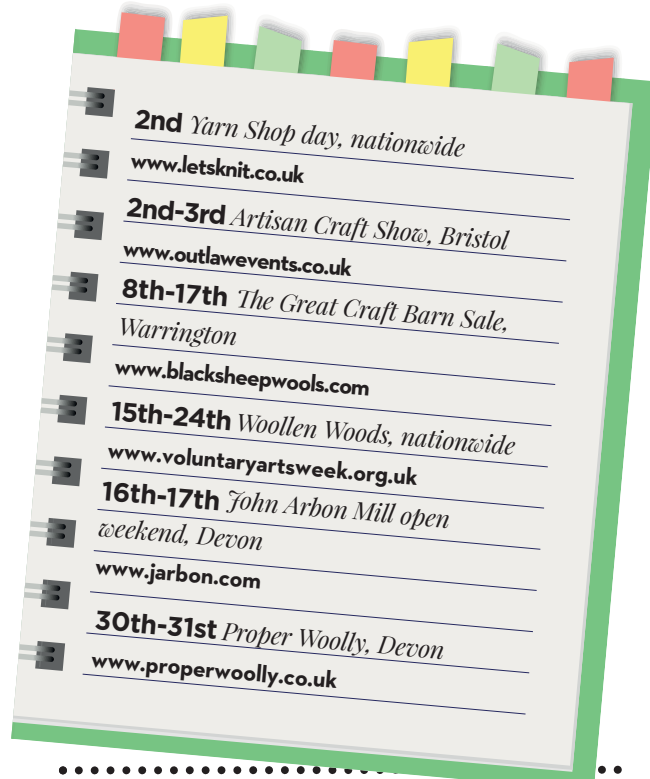 2nd Yarn Shop day, nationwide
www.letsknit.co.uk
2nd-3rd Artisan Craft Show, Bristol
www.outlawevents.co.uk
8th-17th The Great Craft Barn Sale,
Warrington
www.blacksheepwools.com
15th-24th Woollen Woods, nationwide
www.voluntaryartsweek.org.uk
16th-17th John Arbon Mill open
weekend, Devon
www.jarbon.com
30th-31st Proper Woolly, Devon
www.properwoolly.co.uk